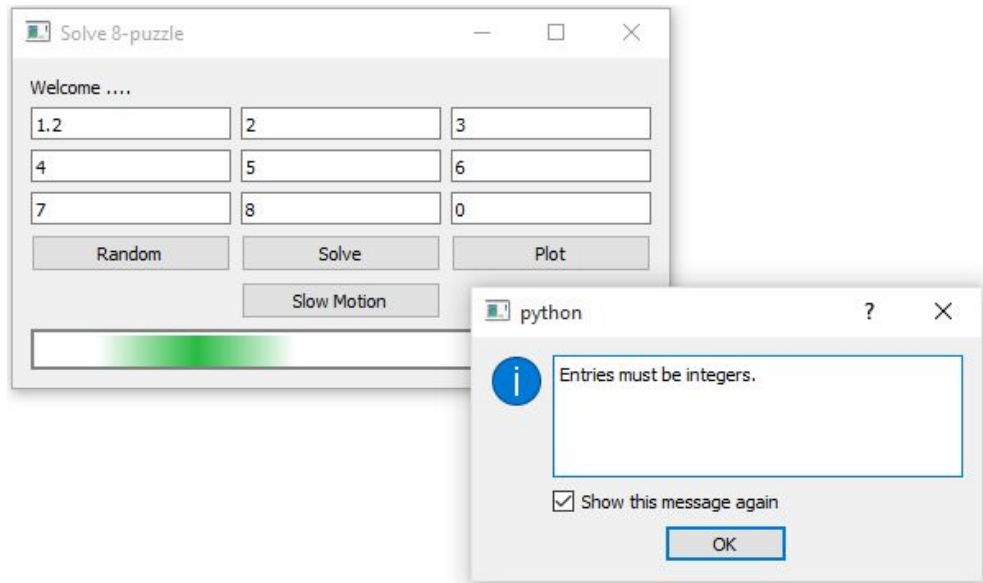 Solve 8-puzzle
Welcome ....
1.2 2 3
4 5 6
7 8 0
Random Solve Plot
Slow Motion
python ?
Entries must be integers.
Show this message again
OK